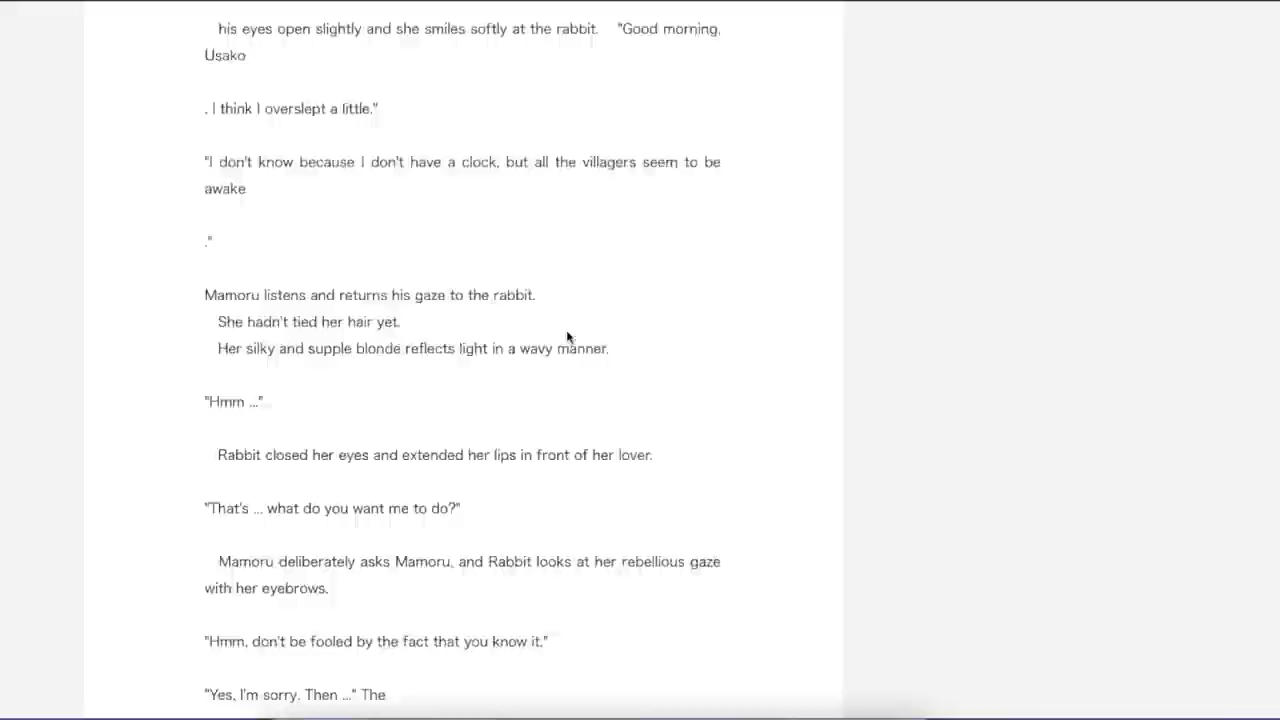 his eyes open slightly and she smiles softly at the rabbit. "Good morning,
Usako
. I think I overslept a little."
"I don't know because I don't have a clock, but all the villagers seem to be
awake
."
Mamoru listens and returns his gaze to the rabbit.
She hadn't tied her hair yet.
Her silky and supple blonde reflects light in a wavy manner.
"Hmm ..."
Rabbit closed her eyes and extended her lips in front of her lover.
"That's ... what do you want me to do?"
Mamoru deliberately asks Mamoru, and Rabbit looks at her rebellious gaze
with her eyebrows.
"Hmm, don't be fooled by the fact that you know it."
"Yes, I'm sorry. Then ..." The